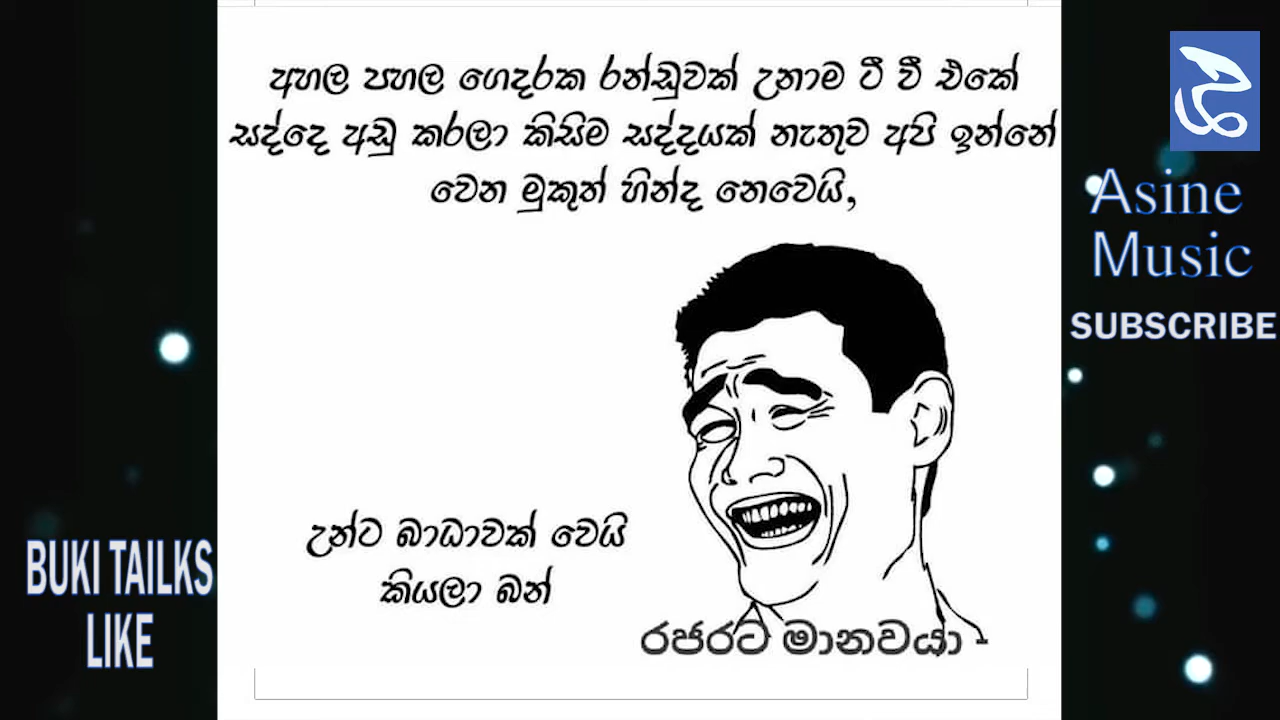 අහල පහල ගෙදරක රන්ඩුවක් උනාම ටී වී එකේ
සද්දෙ අඩු කරලා කිසිම සද්දයක් නැතුව අපි ඉන්නේ
වෙන මුකුත් හින්ද නෙවෙයි,
උන්ට බාධාවක් වෙයි
කියලා බන්
රජරට මානවයා -
Asine
Music
SUBSCRIBE
BUKI TAILKS
LIKE